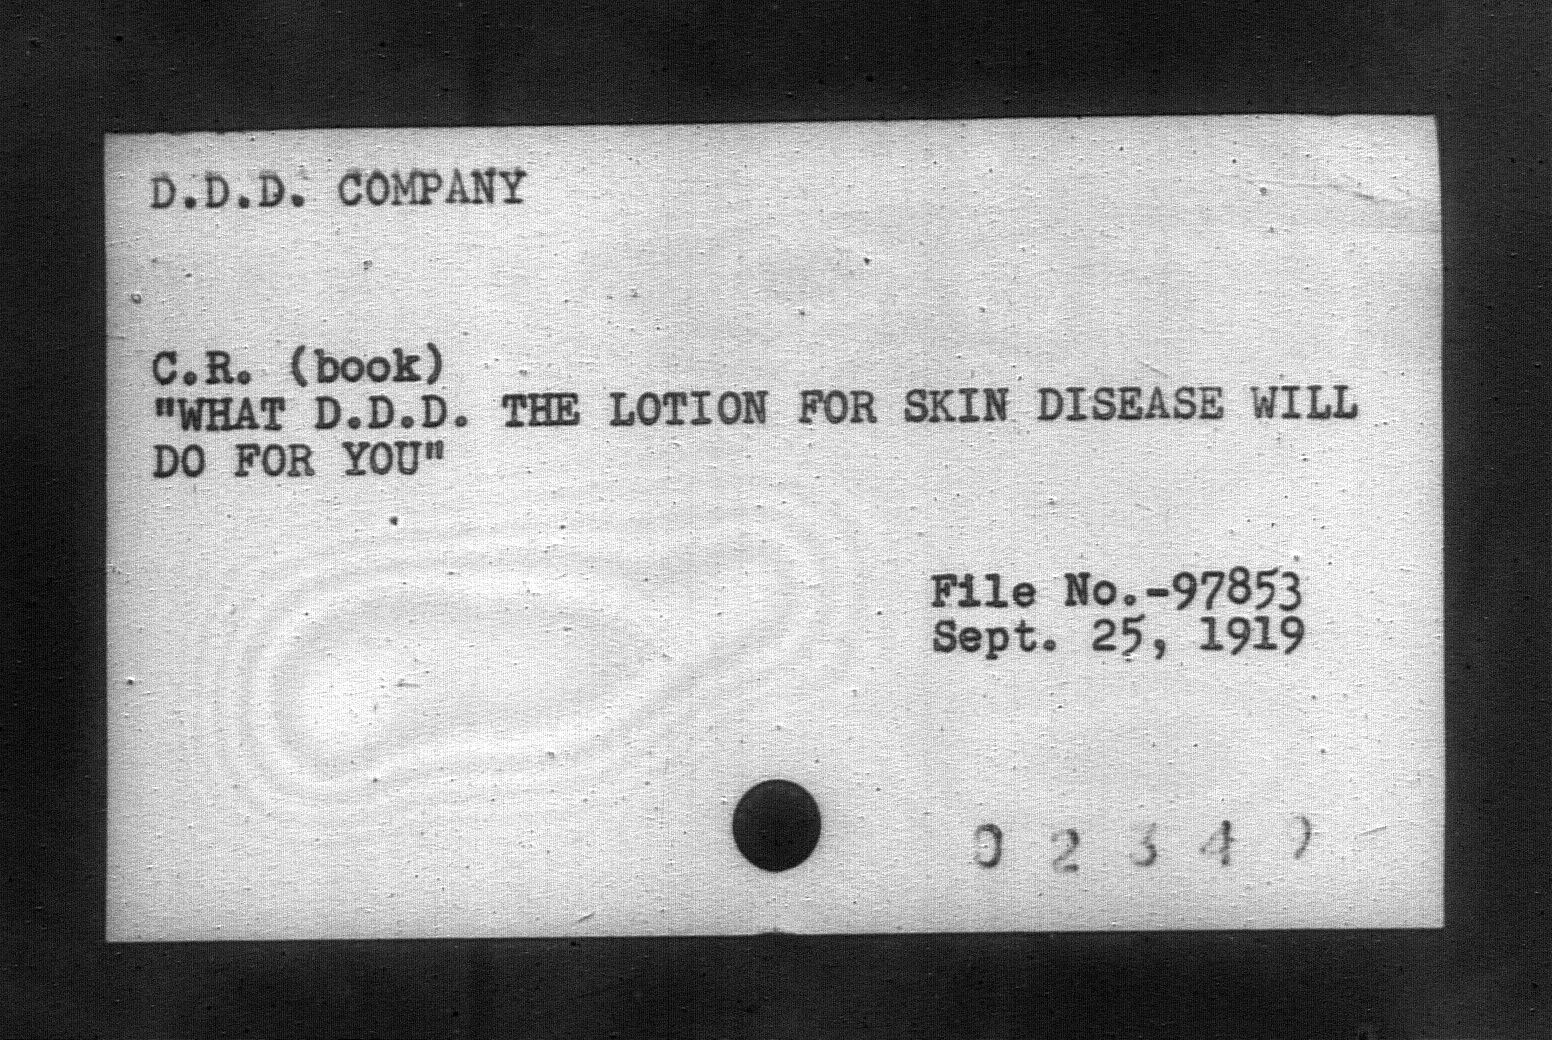 D.D.D. COMPANY
C.R. (book)
"WHAT D.D.D. THE LOTION FOR SKIN DISEASE WILL
DO FOR YOU"
File No.-97853
Sept. 25, 1919